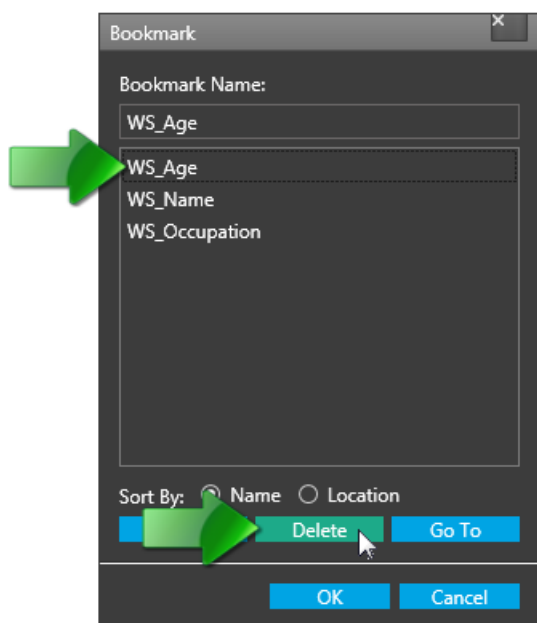 Bookmark
Bookmark Name:
WS_Age
WS_Age
WS_Name
WS_Occupation
Sort By: Name Location
Delete Go To
OK Cancel